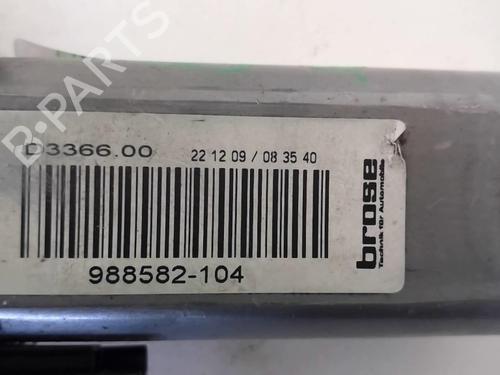 B-PARTS
D3366.00 22 12 09 / 08 35 40
988582-104
brose
Technik für Automobile